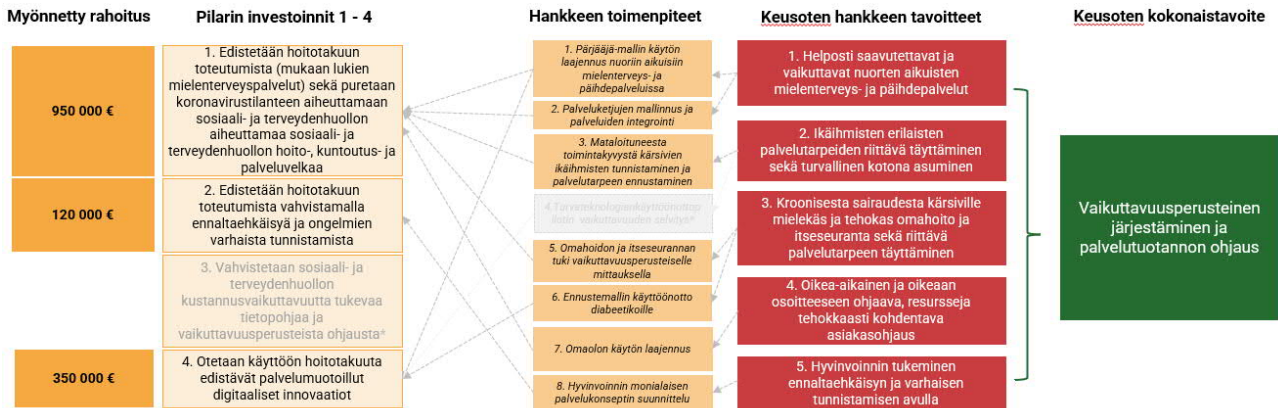 Myönnetty rahoitus
950 000 €
120 000 €
350 000 €
Pilarin investoinnit 1 - 4
1. Edistetään hoitotakuun
toteutumista (mukaan lukien
mielenterveyspalvelut) sekä puretaan
koronavirustilanteen aiheuttamaan
sosiaali- ja terveydenhuollon
aiheuttamaa sosiaali- ja
terveydenhuollon hoito-, kuntoutus- ja
palveluvelkaa
2. Edistetään hoitotakuun
toteutumista vahvistamalla
ennaltaehkäisyä ja ongelmien
varhaista tunnistamista
3. Vahvistetaan sosiaali- ja
terveydenhuollon
kustannusvaikuttavuutta tukevaa
tietopohjaa ja
vaikuttavuusperusteista ohjausta*
4. Otetaan käyttöön hoitotakuuta
edistävät palvelumuotoillut
digitaaliset innovaatiot
Hankkeen toimenpiteet
1. Pärjääjä-mallin käytön
laajennus nuoriin aikuisiin
mielenterveys- ja
päihdepalveluissa
2. Palveluketjujen mallinnus ja
palveluiden integrointi
3. Mataloituneesta
toimintakyvystä kärsivien
ikäihmisten tunnistaminen ja
palvelutarpeen ennustaminen
vaikuttavuuden selvitys*
5. Omahoidon ja itseseurannan
tuki vaikuttavuusperusteiselle
mittauksella
6. Ennustemallin käyttöönotto
diabeetikoille
7. Omaolon käytön laajennus
8. Hyvinvoinnin monialaisen
palvelukonseptin suunnittelu
Keusoten hankkeen tavoitteet
1. Helposti saavutettavat ja
vaikuttavat nuorten aikuisten
mielenterveys- ja päihdepalvelut
2. Ikäihmisten erilaisten
palvelutarpeiden riittävä täyttäminen
sekä turvallinen kotona asuminen
3. Kroonisesta sairaudesta kärsiville
mielekäs ja tehokas omahoito ja
itseseuranta sekä riittävä
palvelutarpeen täyttäminen
4. Oikea-aikainen ja oikeaan
osoitteeseen ohjaava, resursseja
tehokkaasti kohdentava
asiakasohjaus
5. Hyvinvoinnin tukeminen
ennaltaehkäisyn ja varhaisen
tunnistamisen avulla
Keusoten kokonaistavoite
Vaikuttavuusperusteinen
järjestäminen ja
palvelutuotannon ohjaus